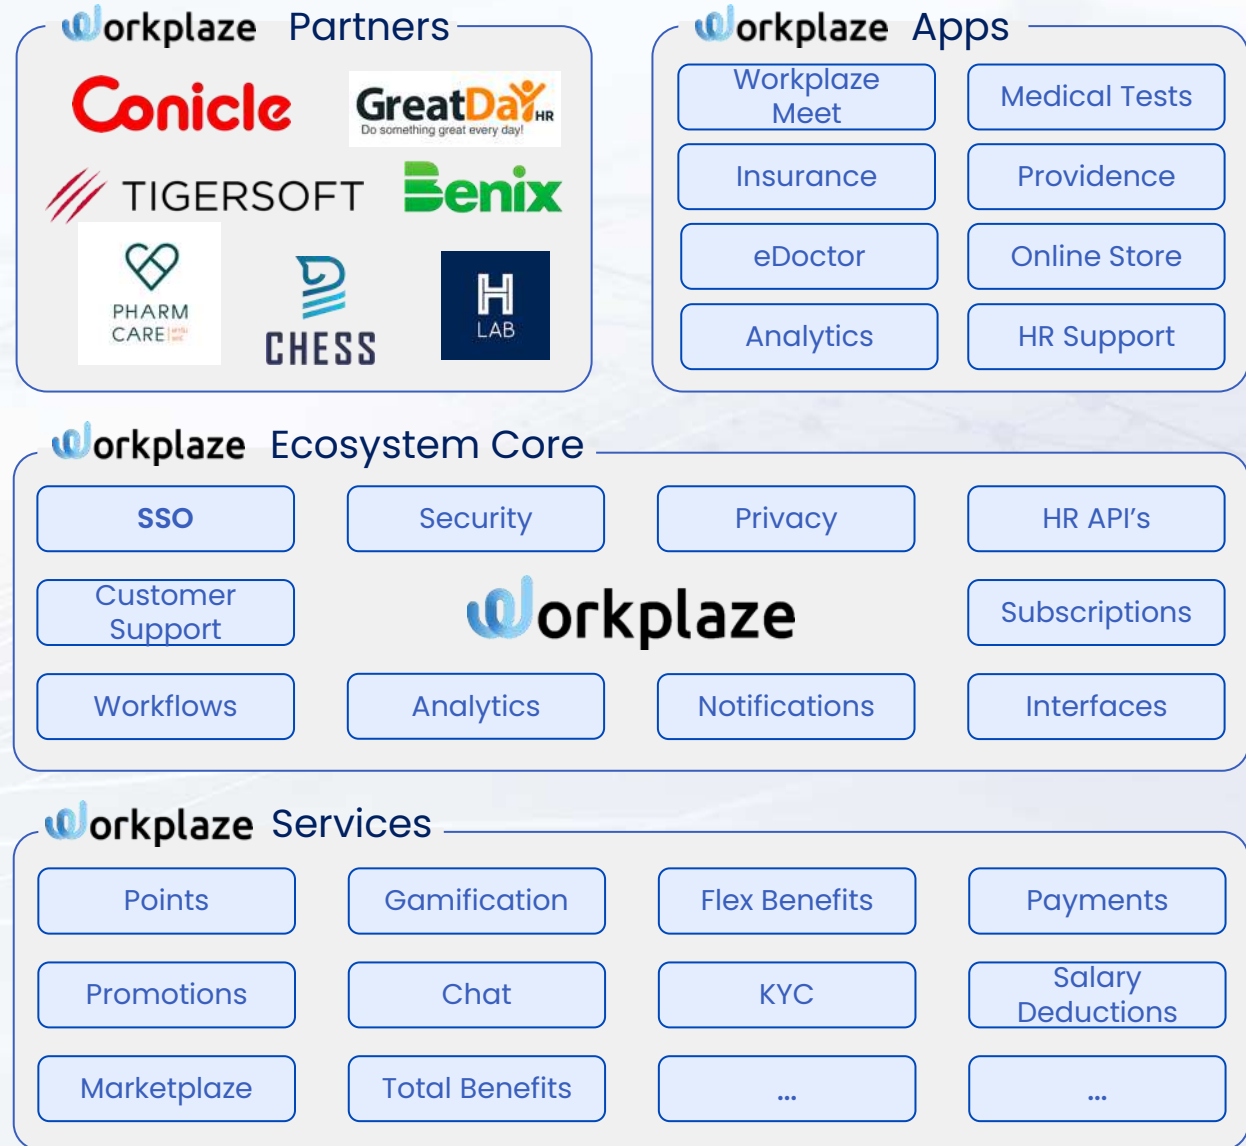 Workplaze Partners
Conicle
GreatDay HR
Do something great every day!
TIGERSOFT
Benix
PHARM
CARE
CHESS
H
LAB
Workplaze Apps
Workplaze
Meet
Medical Tests
Insurance
Providence
eDoctor
Online Store
Analytics
HR Support
Workplaze Ecosystem Core
SSO
Security
Privacy
HR API’s
Customer
Support
Workplaze
Subscriptions
Workflows
Analytics
Notifications
Interfaces
Workplaze Services
Points
Gamification
Flex Benefits
Payments
Promotions
Chat
KYC
Salary
Deductions
Marketplaze
Total Benefits
...
...